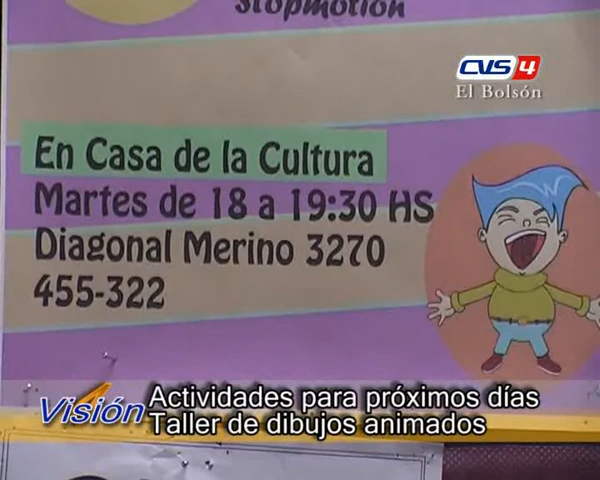 Stopmotion
CVS 4
El Bolsón
En Casa de la Cultura
Martes de 18 a 19:30 HS
Diagonal Merino 3270
455-322
Visión
Actividades para próximos días
Taller de dibujos animados